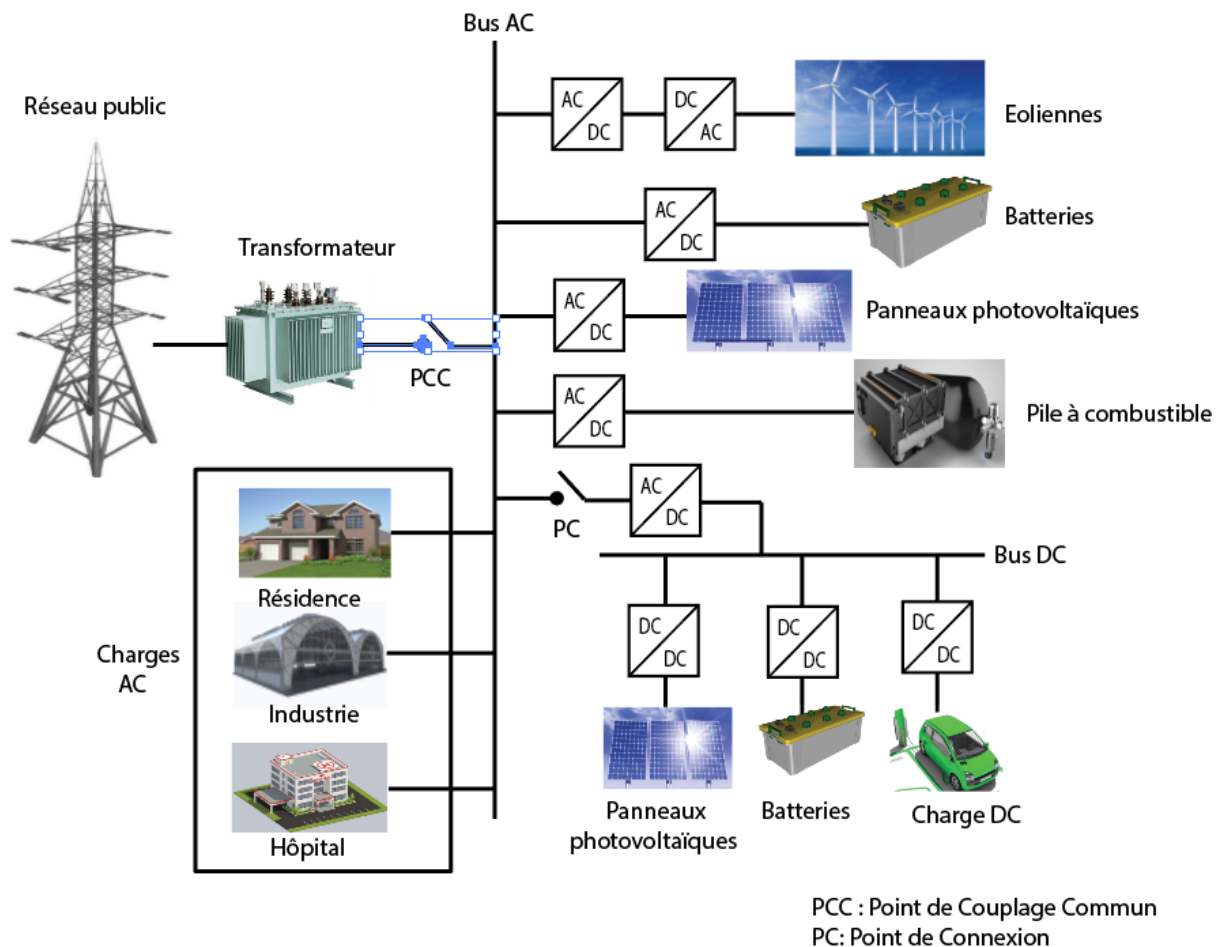 Bus AC
Réseau public
AC
DC
DC
AC
Eoliennes
AC
DC
Batteries
Transformateur
PCC
AC
DC
Panneaux photovoltaïques
AC
DC
Pile à combustible
PC
AC
DC
Bus DC
Charges
AC
Résidence
Industrie
Hôpital
DC
DC
DC
DC
DC
DC
Panneaux
photovoltaïques
Batteries
Charge DC
PCC : Point de Couplage Commun
PC: Point de Connexion